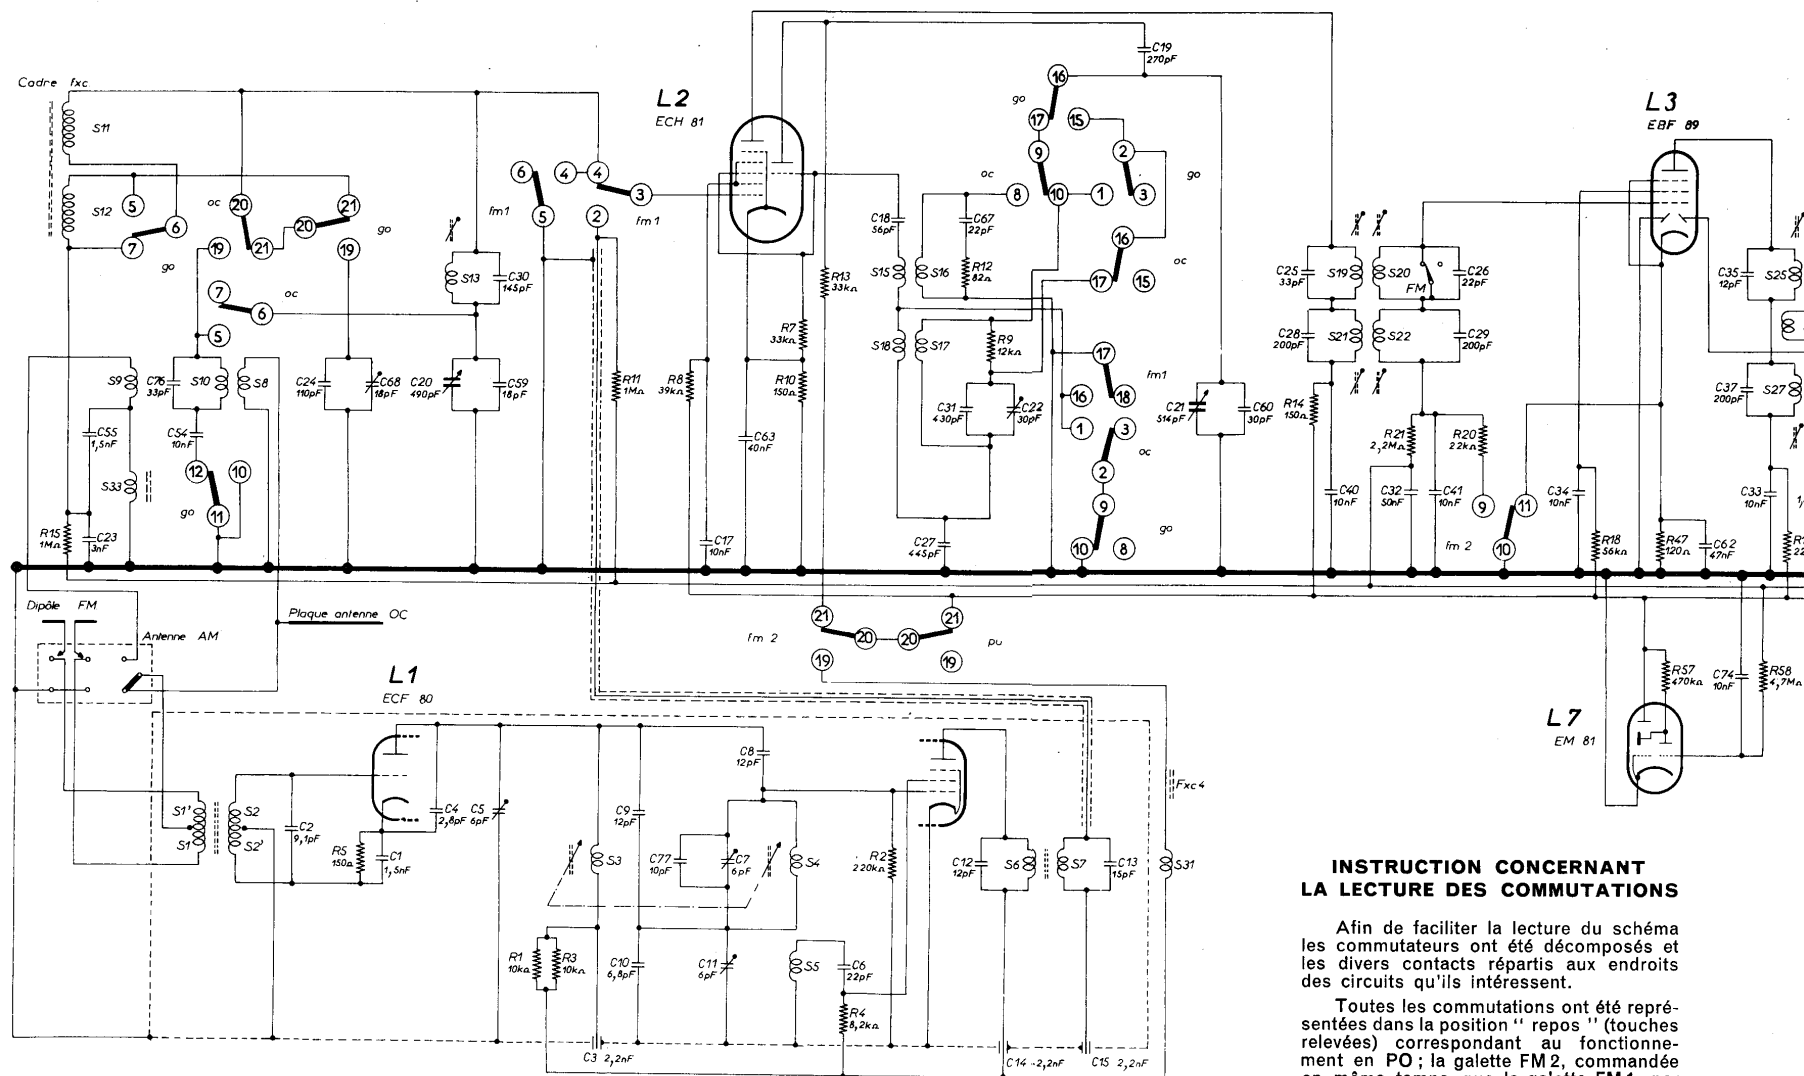 Cadre fxc
S11
S12
5
6
7
go
oc
20
21
19
20
21
19
go
7
6
oc
5
S13
C30
145pF
6
5
fm1
4
4
3
2
fm1
L2
ECH 81
C19
270pF
16
go
17
15
9
2
oc
8
10
1
3
go
16
oc
17
15
C18
56pF
C67
22pF
S15
S16
R12
82Ω
R13
33kΩ
R7
33kΩ
S18
S17
R9
12kΩ
17
fm1
16
18
1
3
oc
2
9
go
10
8
S9
C76
33pF
S10
S8
C24
110pF
C68
18pF
C20
490pF
C59
18pF
R11
1MΩ
R8
39kΩ
R10
150Ω
C31
430pF
C22
30pF
C21
514pF
C60
30pF
C55
1,5nF
C54
10nF
12
10
S33
go
11
C63
40nF
R15
1MΩ
C23
3nF
C17
10nF
C27
445pF
L3
EBF 89
C25
33pF
S19
S20
FM
C26
22pF
C35
12pF
S25
C28
200pF
S21
S22
C29
200pF
R14
150Ω
C37
200pF
S27
R21
2,2MΩ
R20
22kΩ
C40
10nF
C32
50nF
C41
10nF
9
11
fm 2
10
C34
10nF
R18
56kΩ
R47
120Ω
C62
47nF
C33
10nF
Dipôle FM
Plaque antenne OC
Antenne AM
fm 2
21
20
20
21
pu
19
19
L1
ECF 80
R57
470kΩ
C74
10nF
R58
4,7MΩ
L7
EM 81
C8
12pF
Fxc4
S1'
S1
S2
S2'
C2
9,1pF
R5
150Ω
C1
1,5nF
C4
2,8pF
C5
6pF
S3
C9
12pF
C77
10pF
C7
6pF
S4
R2
220kΩ
C12
12pF
S6
S7
C13
15pF
S31
R1
10kΩ
R3
10kΩ
C10
6,8pF
C11
6pF
S5
C6
22pF
R4
8,2kΩ
C3 2,2nF
C14 2,2nF
C15 2,2nF
INSTRUCTION CONCERNANT
LA LECTURE DES COMMUTATIONS
Afin de faciliter la lecture du schéma
les commutateurs ont été décomposés et
les divers contacts répartis aux endroits
des circuits qu'ils intéressent.
Toutes les commutations ont été repré-
sentées dans la position " repos " (touches
relevées) correspondant au fonctionne-
ment en PO ; la galette FM 2, commandée